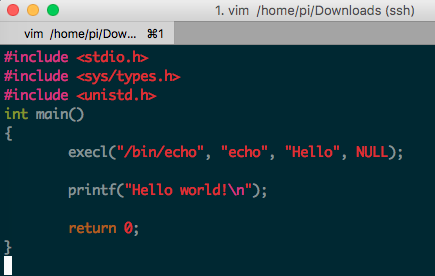 1. vim  /home/pi/Downloads (ssh)
vim  /home/pi/Dow...  ⌘1
#include <stdio.h>
#include <sys/types.h>
#include <unistd.h>
int main()
{
        execl("/bin/echo", "echo", "Hello", NULL);
        printf("Hello world!\n");
        return 0;
}